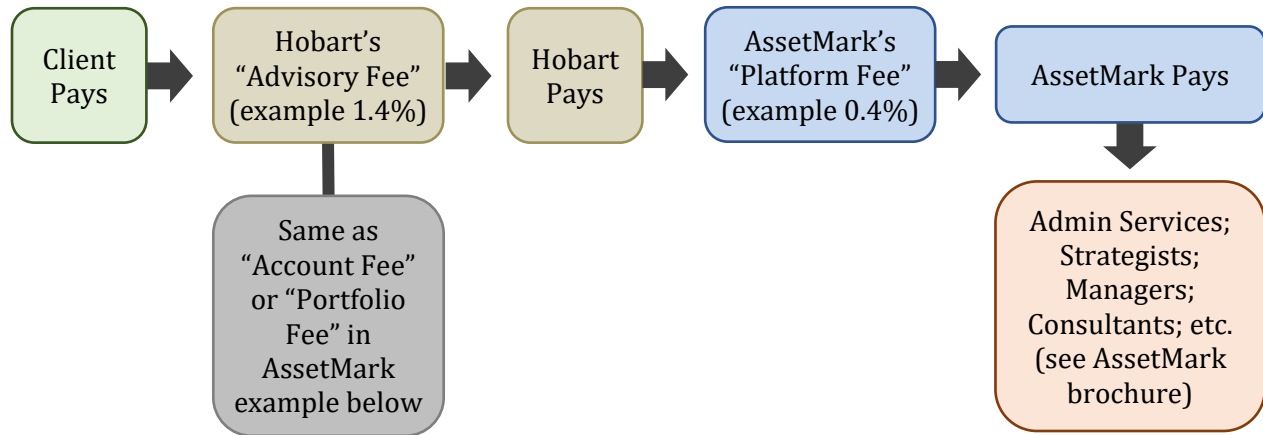 Client
Pays
Hobart’s
“Advisory Fee”
(example 1.4%)
Hobart
Pays
AssetMark’s
“Platform Fee”
(example 0.4%)
AssetMark Pays
Same as
“Account Fee”
or “Portfolio
Fee” in
AssetMark
example below
Admin Services;
Strategists;
Managers;
Consultants; etc.
(see AssetMark
brochure)